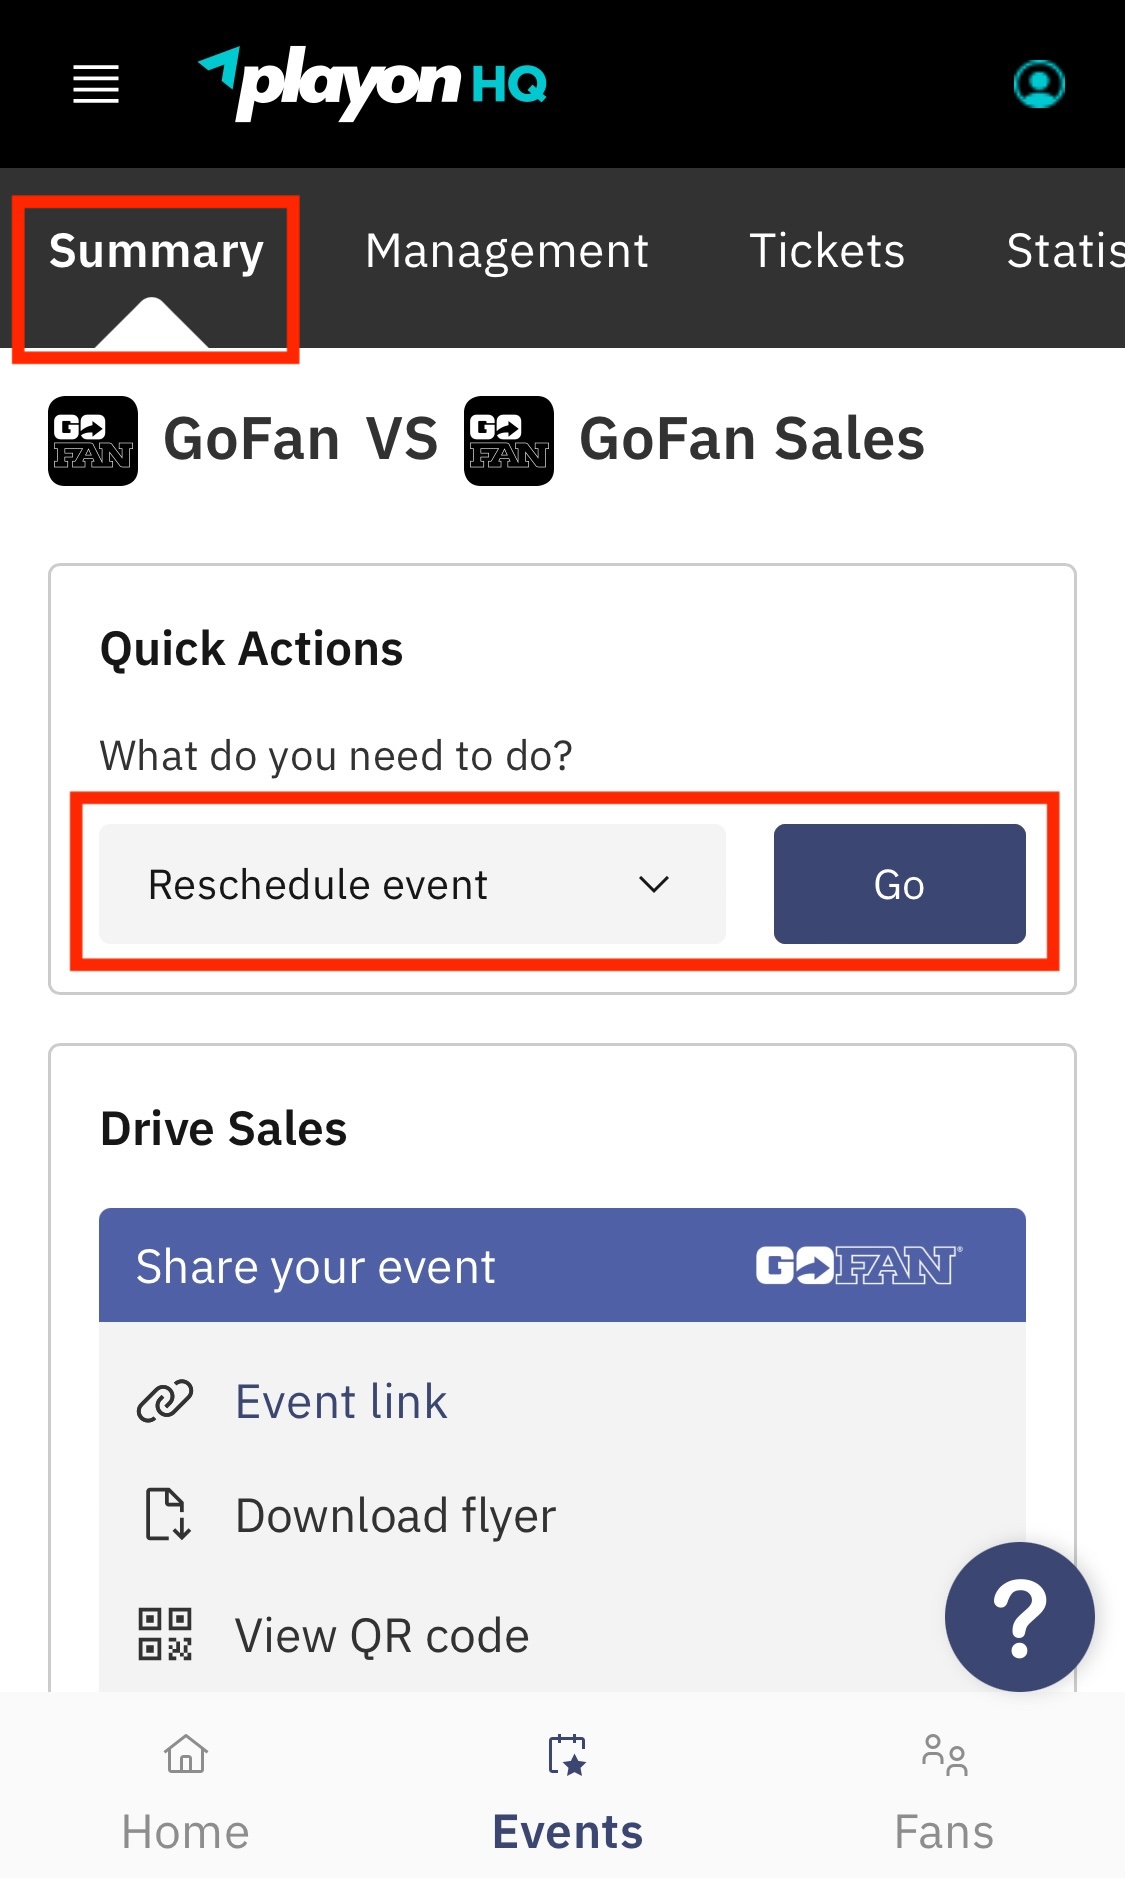 playon HQ
Summary Management Tickets Statis
GO FAN GoFan VS GO FAN GoFan Sales
Quick Actions
What do you need to do?
Reschedule event Go
Drive Sales
Share your event GOFAN®
Event link
Download flyer
View QR code
?
Home Events Fans